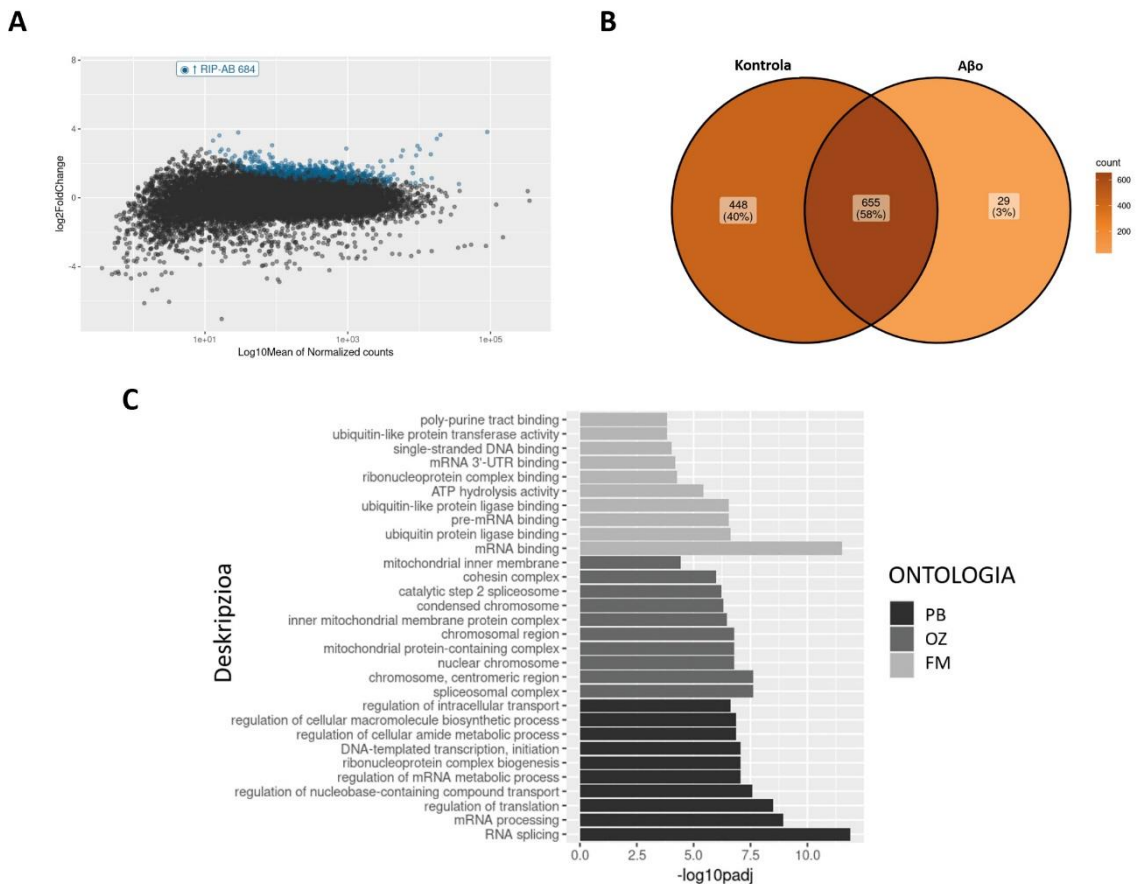 A
8
4
0
-4
↑ RIP-AB 684
log2FoldChange
1e+01
1e+03
1e+05
Log10Mean of Normalized counts
B
Kontrola
Aβo
448
(40%)
655
(58%)
29
(3%)
count
600
400
200
C
Deskripzioa
poly-purine tract binding
ubiquitin-like protein transferase activity
single-stranded DNA binding
mRNA 3'-UTR binding
ribonucleoprotein complex binding
ATP hydrolysis activity
ubiquitin-like protein ligase binding
pre-mRNA binding
ubiquitin protein ligase binding
mRNA binding
mitochondrial inner membrane
cohesin complex
catalytic step 2 spliceosome
condensed chromosome
inner mitochondrial membrane protein complex
chromosomal region
mitochondrial protein-containing complex
nuclear chromosome
chromosome, centromeric region
spliceosomal complex
regulation of intracellular transport
regulation of cellular macromolecule biosynthetic process
regulation of cellular amide metabolic process
DNA-templated transcription, initiation
ribonucleoprotein complex biogenesis
regulation of mRNA metabolic process
regulation of nucleobase-containing compound transport
regulation of translation
mRNA processing
RNA splicing
0.0
2.5
5.0
7.5
10.0
-log10padj
ONTOLOGIA
PB
OZ
FM